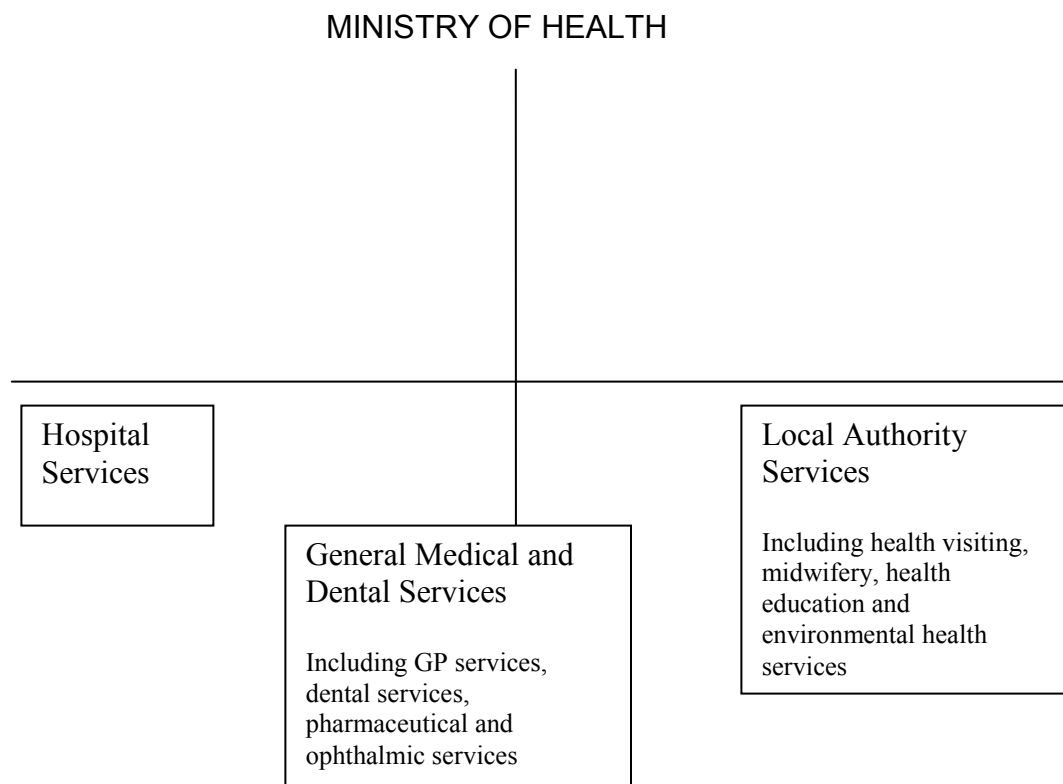 MINISTRY OF HEALTH
Hospital
Services
General Medical and
Dental Services
Including GP services,
dental services,
pharmaceutical and
ophthalmic services
Local Authority
Services
Including health visiting,
midwifery, health
education and
environmental health
services